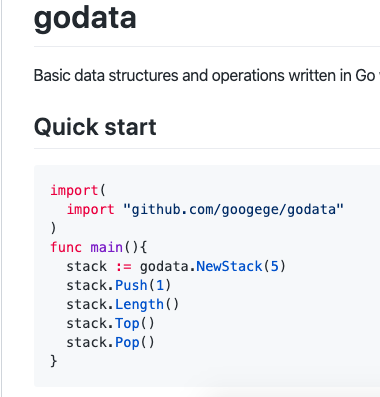 godata
Basic data structures and operations written in Go
Quick start
import(
  import "github.com/googege/godata"
)
func main(){
  stack := godata.NewStack(5)
  stack.Push(1)
  stack.Length()
  stack.Top()
  stack.Pop()
}